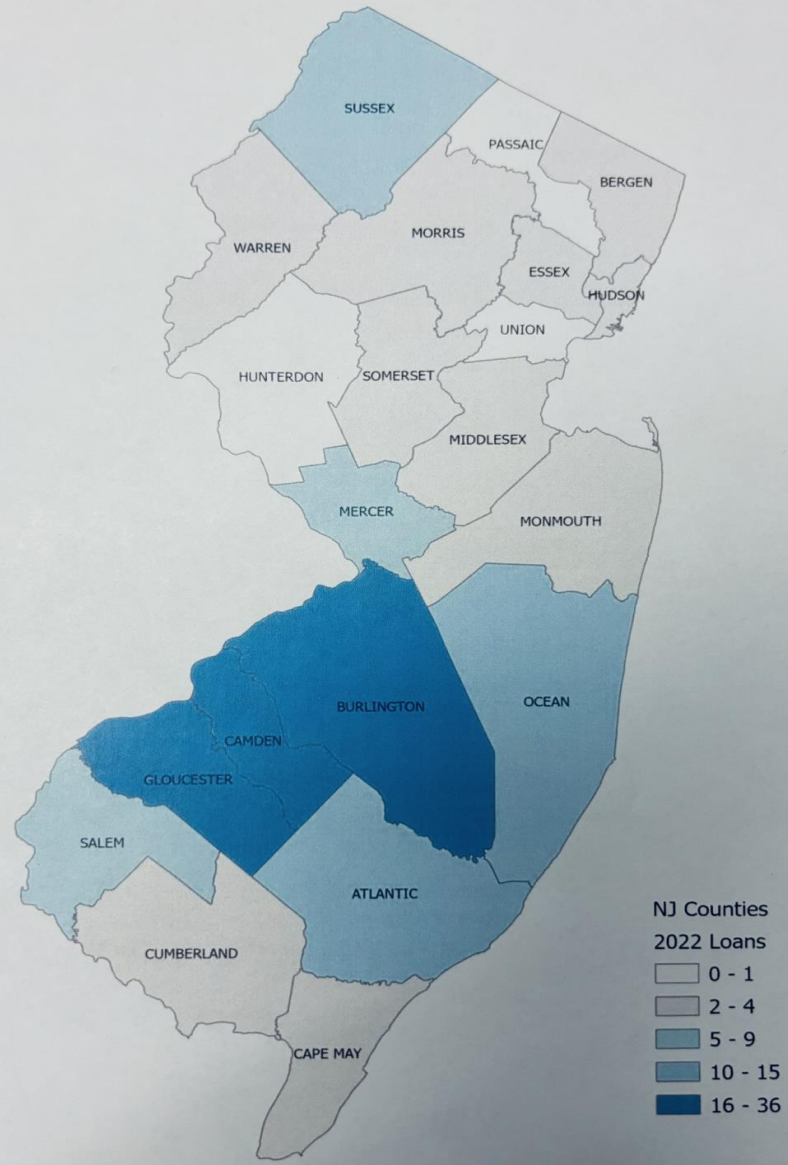 SUSSEX
PASSAIC
BERGEN
WARREN
MORRIS
ESSEX
HUDSON
UNION
HUNTERDON
SOMERSET
MIDDLESEX
MERCER
MONMOUTH
BURLINGTON
OCEAN
CAMDEN
GLOUCESTER
SALEM
ATLANTIC
CUMBERLAND
CAPE MAY
NJ Counties
2022 Loans
0 - 1
2 - 4
5 - 9
10 - 15
16 - 36